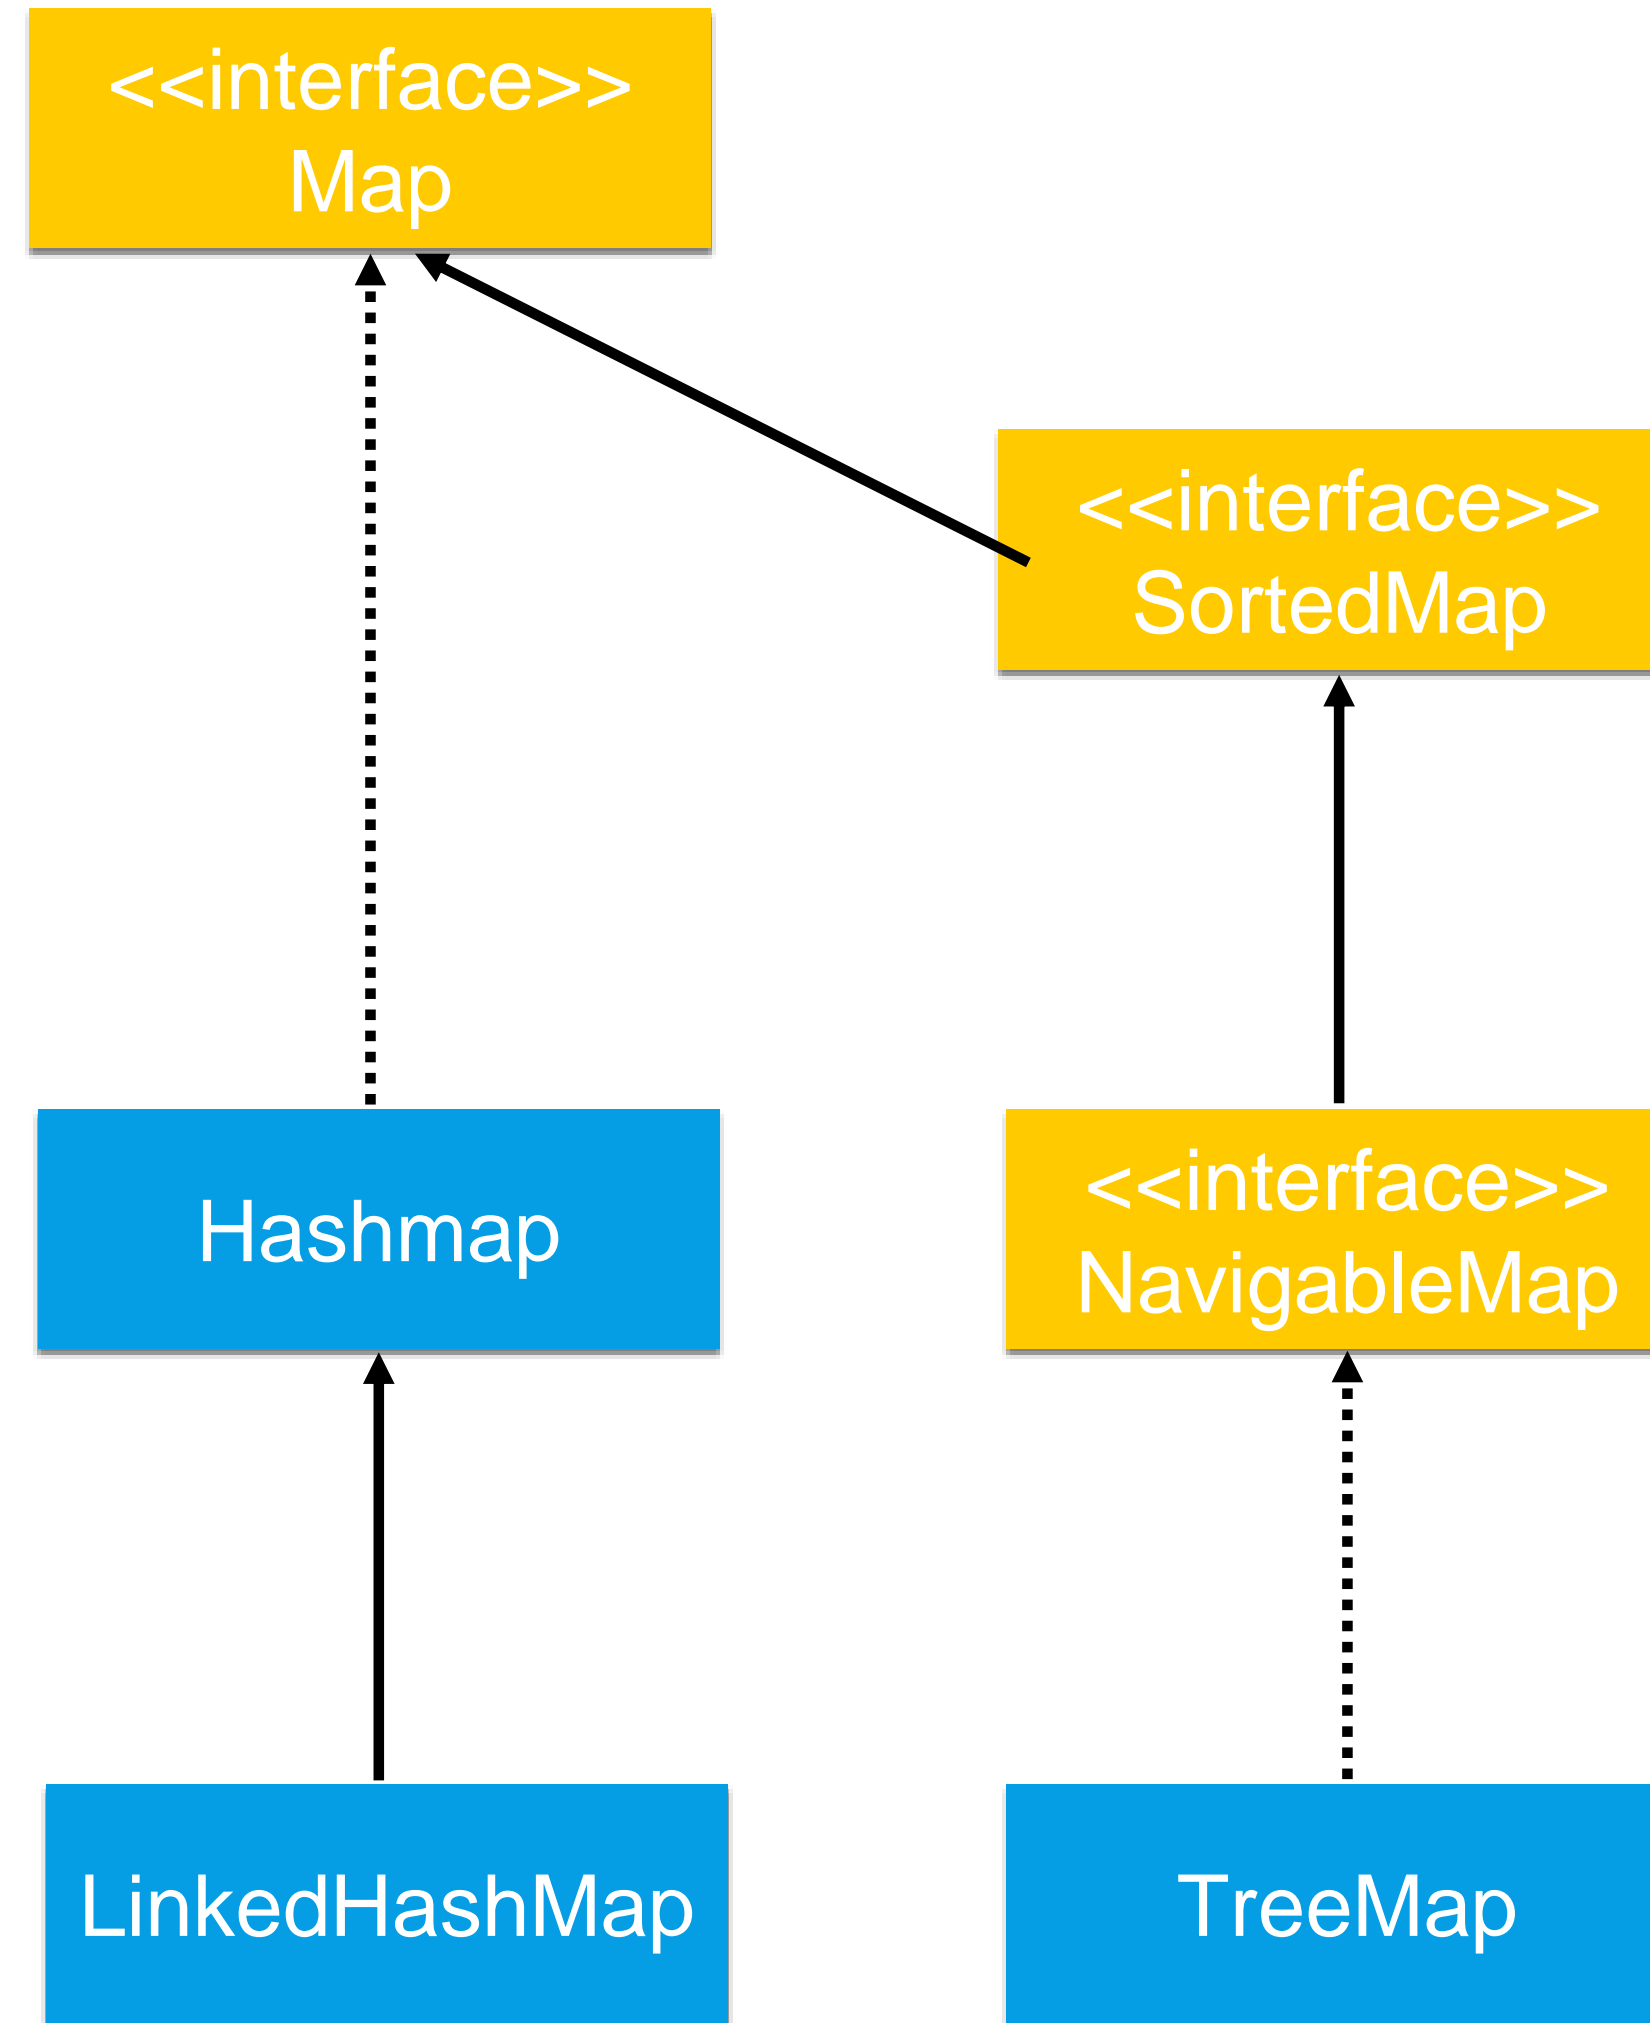 <<interface>>
Map
<<interface>>
SortedMap
Hashmap
<<interface>>
NavigableMap
LinkedHashMap
TreeMap